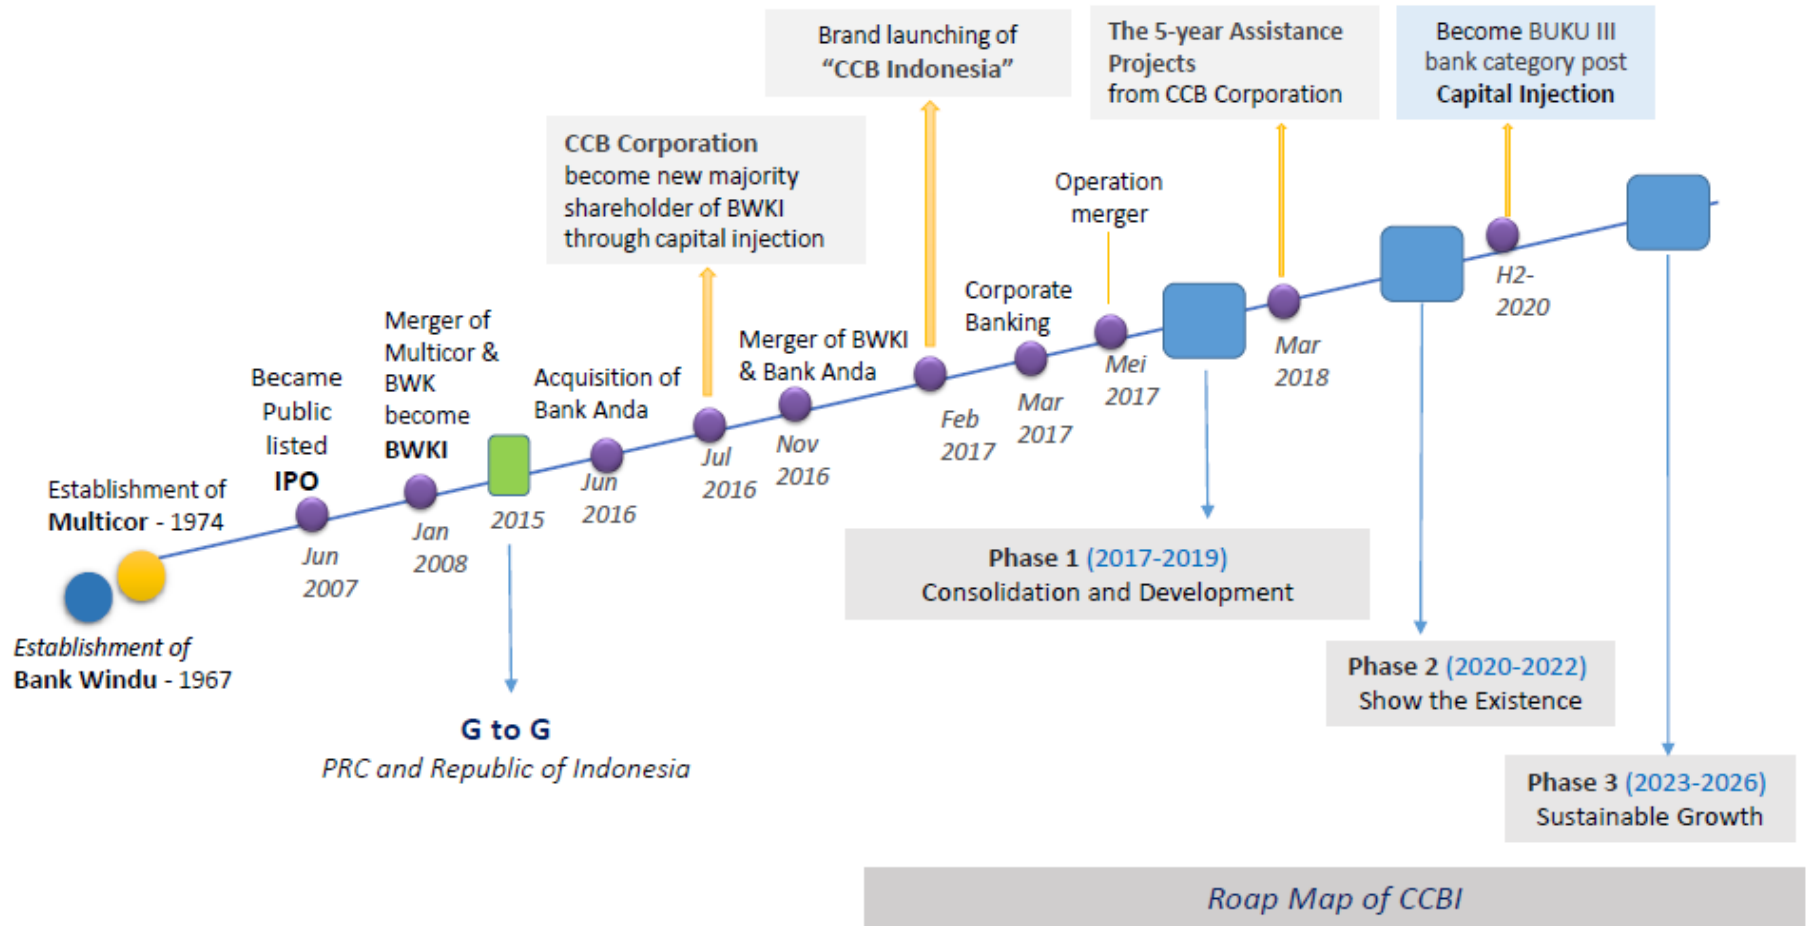 Establishment of
Bank Windu - 1967
Establishment of
Multicor - 1974
Became
Public
listed
IPO
Jun
2007
Merger of
Multicor &
BWK
become
BWKI
Jan
2008
2015
G to G
PRC and Republic of Indonesia
Acquisition of
Bank Anda
Jun
2016
CCB Corporation
become new majority
shareholder of BWKI
through capital injection
Jul
2016
Merger of BWKI
& Bank Anda
Nov
2016
Brand launching of
“CCB Indonesia”
Feb
2017
Corporate
Banking
Mar
2017
Operation
merger
Mei
2017
Phase 1 (2017-2019)
Consolidation and Development
The 5-year Assistance
Projects
from CCB Corporation
Mar
2018
Phase 2 (2020-2022)
Show the Existence
Become BUKU III
bank category post
Capital Injection
H2-
2020
Phase 3 (2023-2026)
Sustainable Growth
Roap Map of CCBI